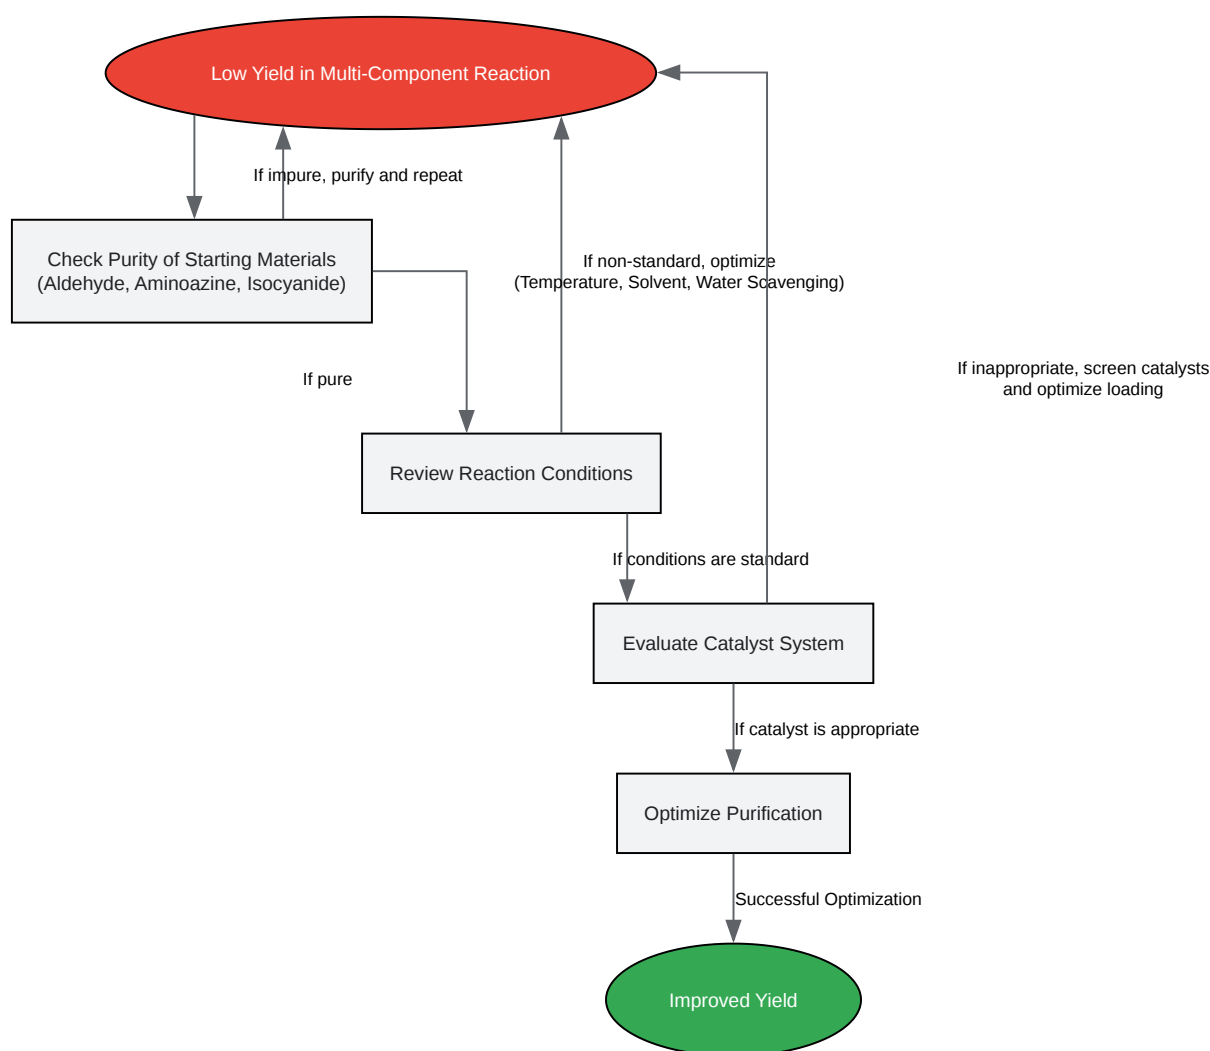 Low Yield in Multi-Component Reaction
If impure, purify and repeat
Check Purity of Starting Materials
(Aldehyde, Aminoazine, Isocyanide)
If non-standard, optimize
(Temperature, Solvent, Water Scavenging)
If pure
If inappropriate, screen catalysts
and optimize loading
Review Reaction Conditions
If conditions are standard
Evaluate Catalyst System
If catalyst is appropriate
Optimize Purification
Successful Optimization
Improved Yield